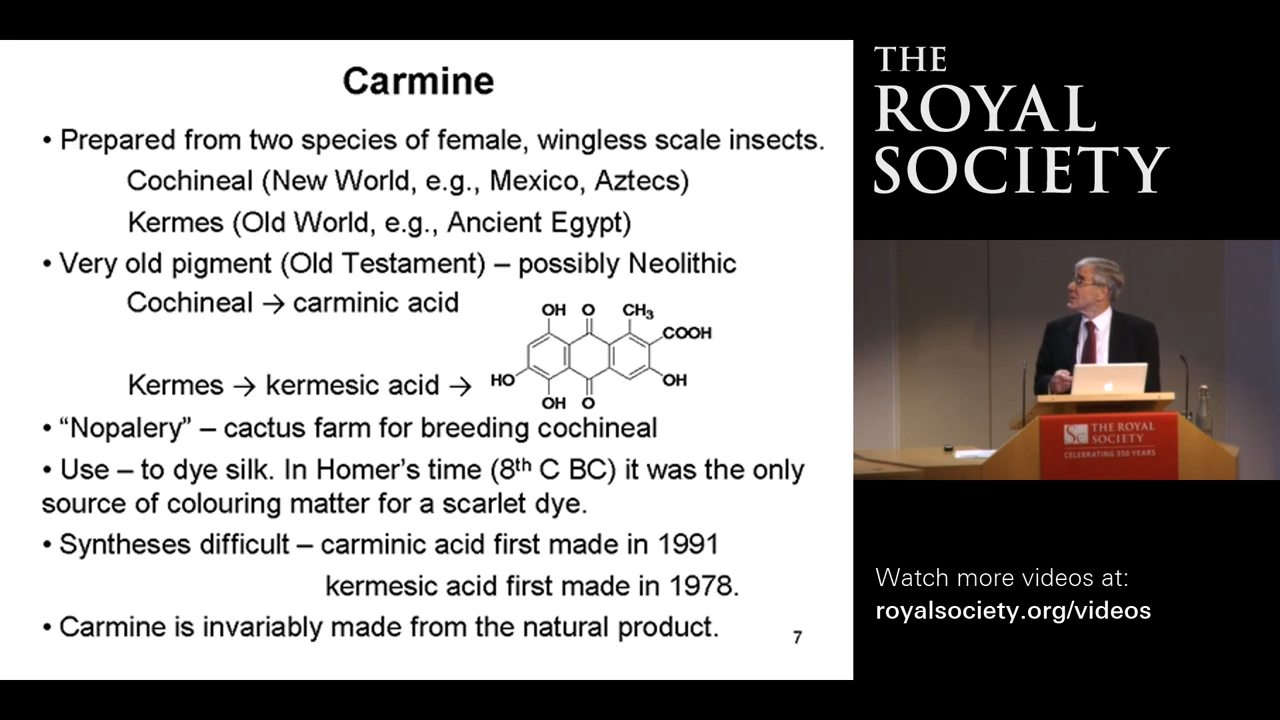 Carmine
• Prepared from two species of female, wingless scale insects.
Cochineal (New World, e.g., Mexico, Aztecs)
Kermes (Old World, e.g., Ancient Egypt)
• Very old pigment (Old Testament) – possibly Neolithic
Cochineal → carminic acid
OH O CH₃
COOH
Kermes → kermesic acid →
HO OH
OH O
• “Nopalery” – cactus farm for breeding cochineal
• Use – to dye silk. In Homer’s time (8th C BC) it was the only
source of colouring matter for a scarlet dye.
• Syntheses difficult – carminic acid first made in 1991
kermesic acid first made in 1978.
• Carmine is invariably made from the natural product.
7
THE
ROYAL
SOCIETY
THE ROYAL
SOCIETY
CELEBRATING 350 YEARS
Watch more videos at:
royalsociety.org/videos